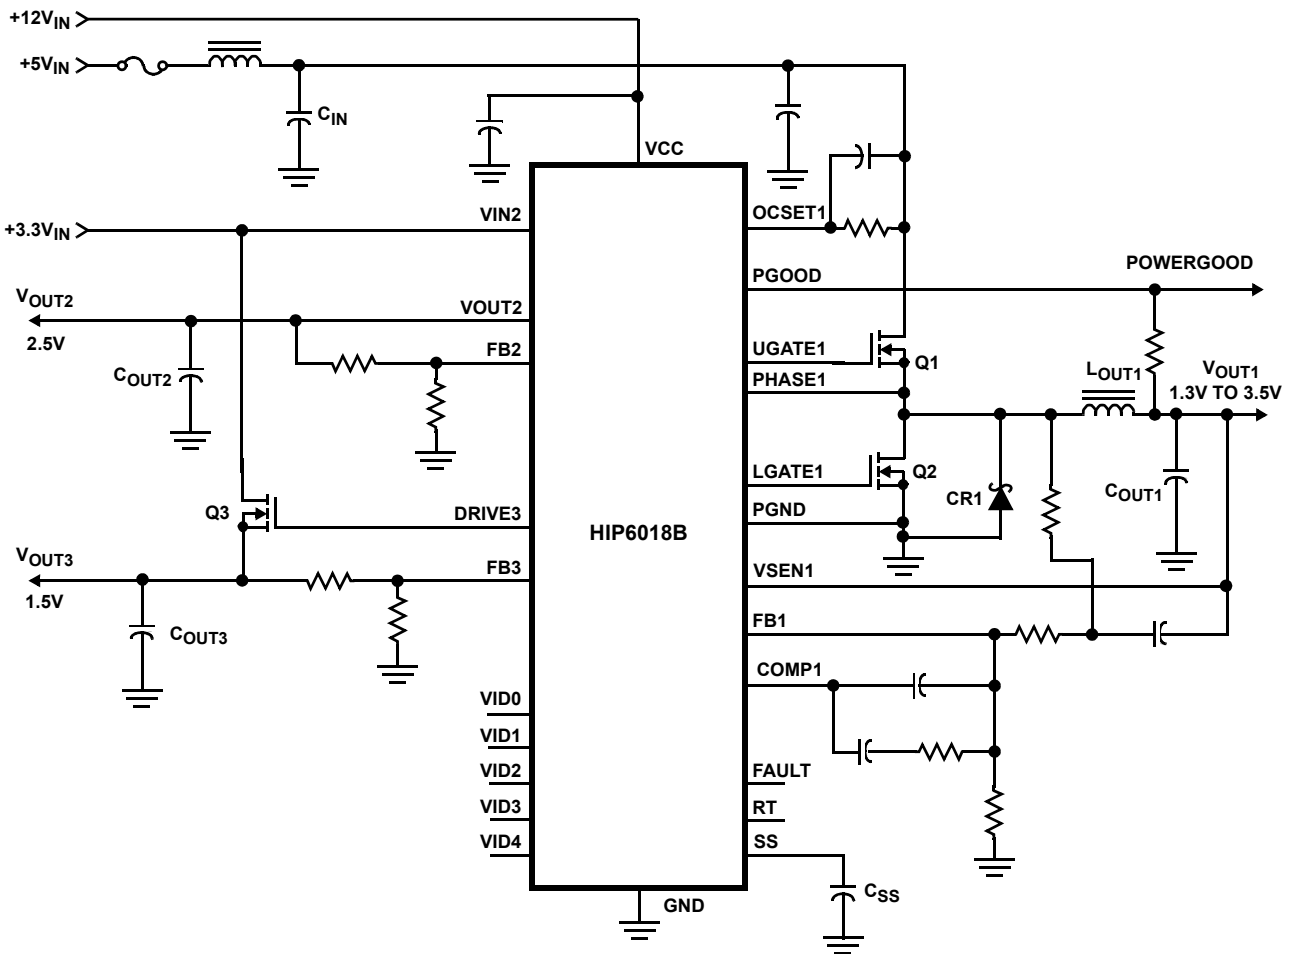 +12VIN
+5VIN
CIN
VCC
+3.3VIN
VIN2
OCSET1
PGOOD
POWERGOOD
VOUT2
2.5V
VOUT2
COUT2
FB2
UGATE1
Q1
PHASE1
LOUT1
VOUT1
1.3V TO 3.5V
LGATE1
Q2
CR1
COUT1
Q3
DRIVE3
PGND
HIP6018B
VOUT3
1.5V
FB3
VSEN1
COUT3
FB1
COMP1
VID0
VID1
VID2
VID3
VID4
FAULT
RT
SS
CSS
GND